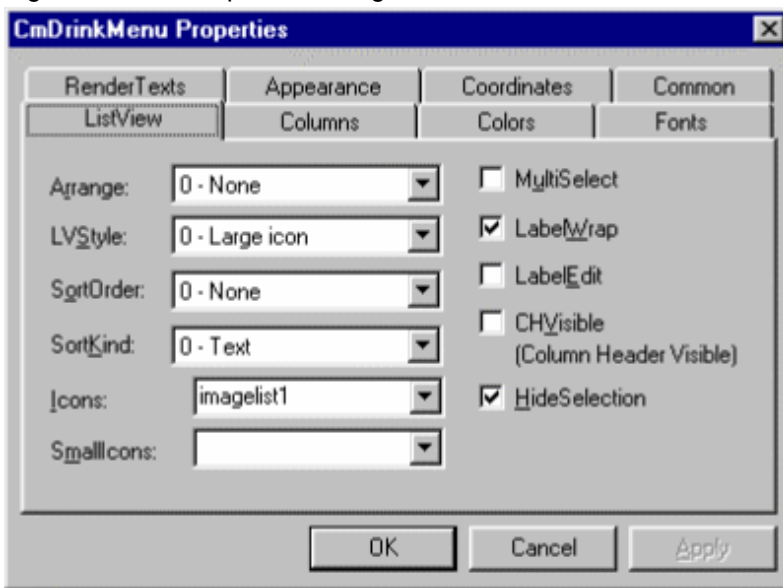 CmDrinkMenu Properties
RenderTexts Appearance Coordinates Common
ListView Columns Colors Fonts
Arrange: 0 - None
LVStyle: 0 - Large icon
SortOrder: 0 - None
SortKind: 0 - Text
Icons: imagelist1
SmallIcons:
MultiSelect
LabelWrap
LabelEdit
CHVisible
(Column Header Visible)
HideSelection
OK Cancel Apply